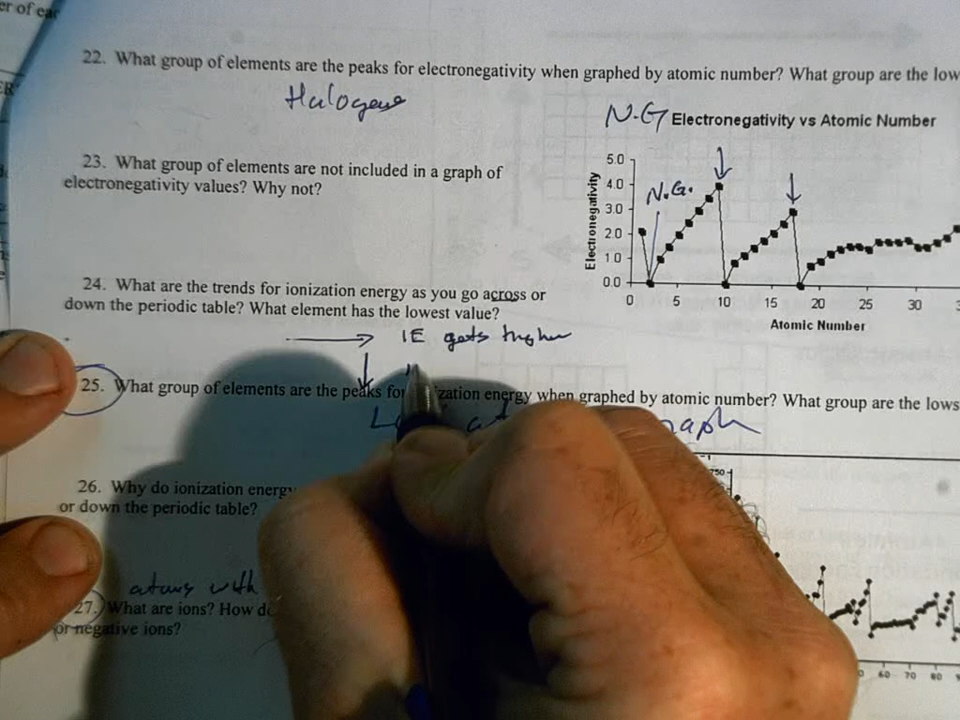 er of ea
22. What group of elements are the peaks for electronegativity when graphed by atomic number? What group are the low
Halogens
N.G Electronegativity vs Atomic Number
23. What group of elements are not included in a graph of
electronegativity values? Why not?
Electronegativity
5.0
4.0
3.0
2.0
1.0
0.0
N.G.
0 5 10 15 20 25 30
Atomic Number
24. What are the trends for ionization energy as you go across or
down the periodic table? What element has the lowest value?
IE gets higher
25. What group of elements are the peaks for ization energy when graphed by atomic number? What group are the lows
26. Why do ionization energ
or down the periodic table?
atoms with
27. What are ions? How d
or negative ions?
60 70 80